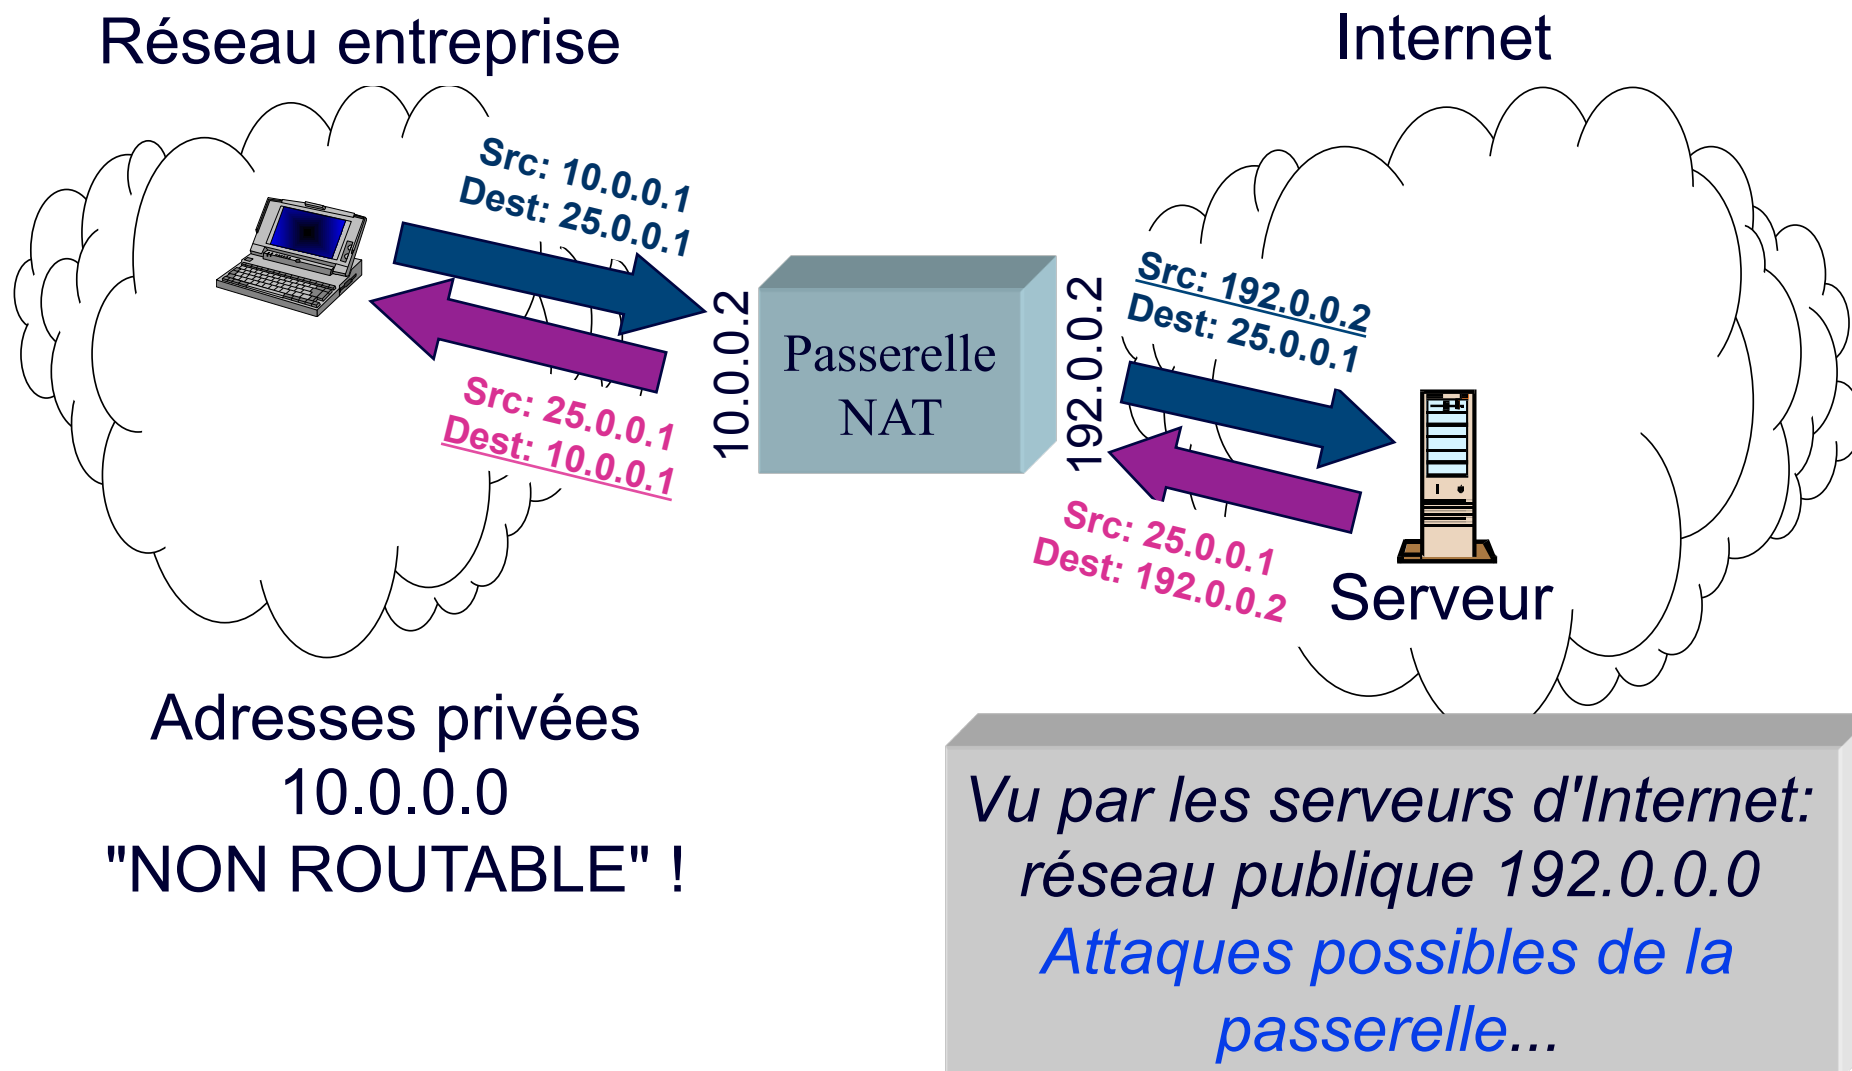 Réseau entreprise
Internet
Src: 10.0.0.1
Dest: 25.0.0.1
10.0.0.2
Passerelle
NAT
192.0.0.2
Src: 192.0.0.2
Dest: 25.0.0.1
Src: 25.0.0.1
Dest: 10.0.0.1
Src: 25.0.0.1
Dest: 192.0.0.2
Serveur
Adresses privées
10.0.0.0
"NON ROUTABLE" !
Vu par les serveurs d'Internet:
réseau publique 192.0.0.0
Attaques possibles de la
passerelle...